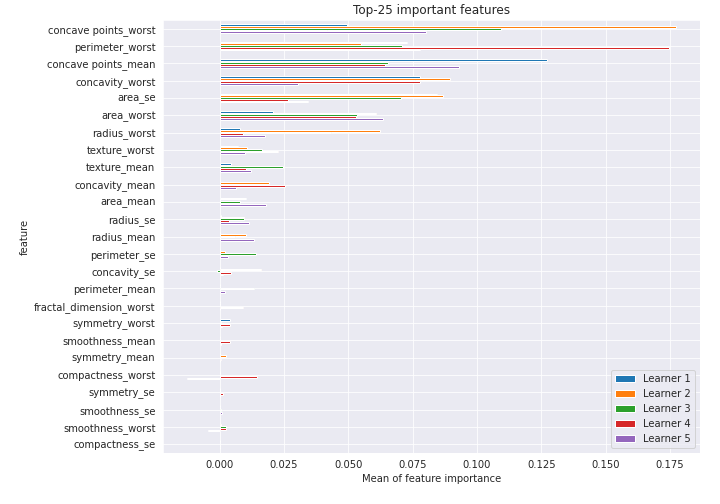 Top-25 important features
concave points_worst
perimeter_worst
concave points_mean
concavity_worst
area_se
area_worst
radius_worst
texture_worst
texture_mean
concavity_mean
area_mean
radius_se
radius_mean
perimeter_se
concavity_se
perimeter_mean
fractal_dimension_worst
symmetry_worst
smoothness_mean
symmetry_mean
compactness_worst
symmetry_se
smoothness_se
smoothness_worst
compactness_se
feature
Learner 1
Learner 2
Learner 3
Learner 4
Learner 5
0.000 0.025 0.050 0.075 0.100 0.125 0.150 0.175
Mean of feature importance